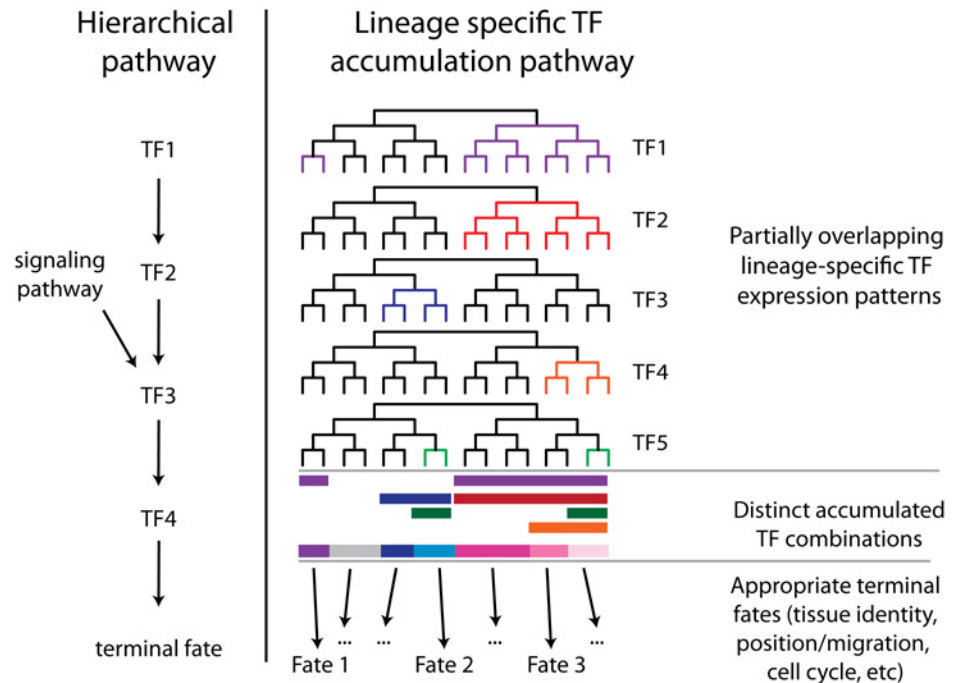 Hierarchical
pathway
Lineage specific TF
accumulation pathway
TF1
signaling
pathway
TF2
TF3
TF4
terminal fate
TF1
TF2
TF3
TF4
TF5
Partially overlapping
lineage-specific TF
expression patterns
Distinct accumulated
TF combinations
...
...
...
...
Fate 1
Fate 2
Fate 3
Appropriate terminal
fates (tissue identity,
position/migration,
cell cycle, etc)